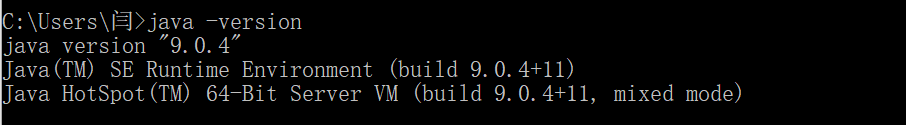 C:\Users\闫>java -version
java version "9.0.4"
Java(TM) SE Runtime Environment (build 9.0.4+11)
Java HotSpot(TM) 64-Bit Server VM (build 9.0.4+11, mixed mode)